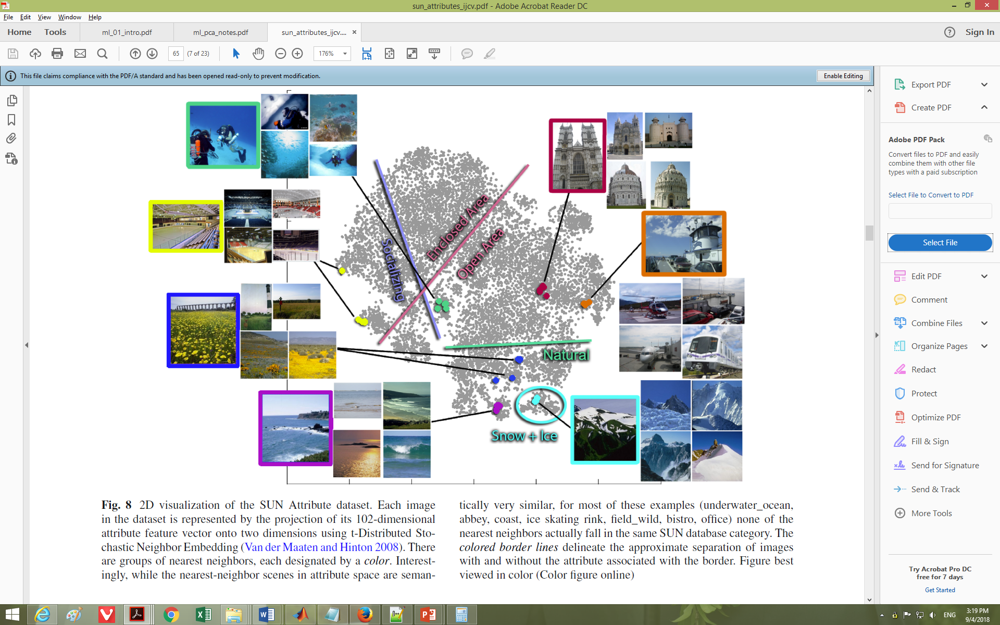 sun_attributes_ijcv.pdf - Adobe Acrobat Reader DC
File Edit View Window Help
Home Tools ml_01_intro.pdf ml_pca_notes.pdf sun_attributes_ijcv.... × Sign In
65 (7 of 23) 176%
This file claims compliance with the PDF/A standard and has been opened read-only to prevent modification. Enable Editing
Socializing
Enclosed Area
Open Area
Natural
Snow + Ice
Fig. 8 2D visualization of the SUN Attribute dataset. Each image
in the dataset is represented by the projection of its 102-dimensional
attribute feature vector onto two dimensions using t-Distributed Sto-
chastic Neighbor Embedding (Van der Maaten and Hinton 2008). There
are groups of nearest neighbors, each designated by a color. Interest-
ingly, while the nearest-neighbor scenes in attribute space are seman-
tically very similar, for most of these examples (underwater_ocean,
abbey, coast, ice skating rink, field_wild, bistro, office) none of the
nearest neighbors actually fall in the same SUN database category. The
colored border lines delineate the approximate separation of images
with and without the attribute associated with the border. Figure best
viewed in color (Color figure online)
Export PDF
Create PDF
Adobe PDF Pack
Convert files to PDF and easily
combine them with other file
types with a paid subscription
Select File to Convert to PDF
Select File
Edit PDF
Comment
Combine Files
Organize Pages
Redact
Protect
Optimize PDF
Fill & Sign
Send for Signature
Send & Track
More Tools
Try Acrobat Pro DC
free for 7 days
Get Started
ENG
3:19 PM
9/4/2018